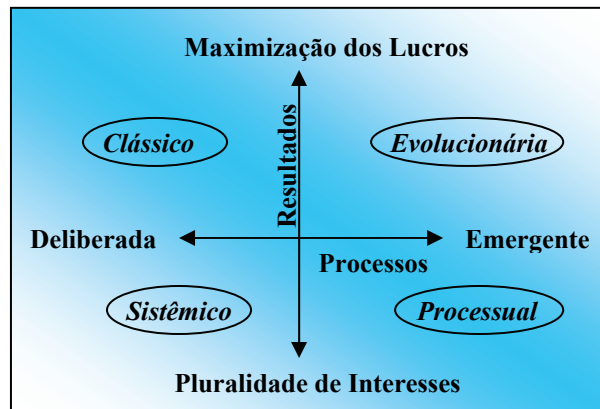 Maximização dos Lucros
Clássico
Evolucionária
Resultados
Deliberada
Emergente
Processos
Sistêmico
Processual
Pluralidade de Interesses